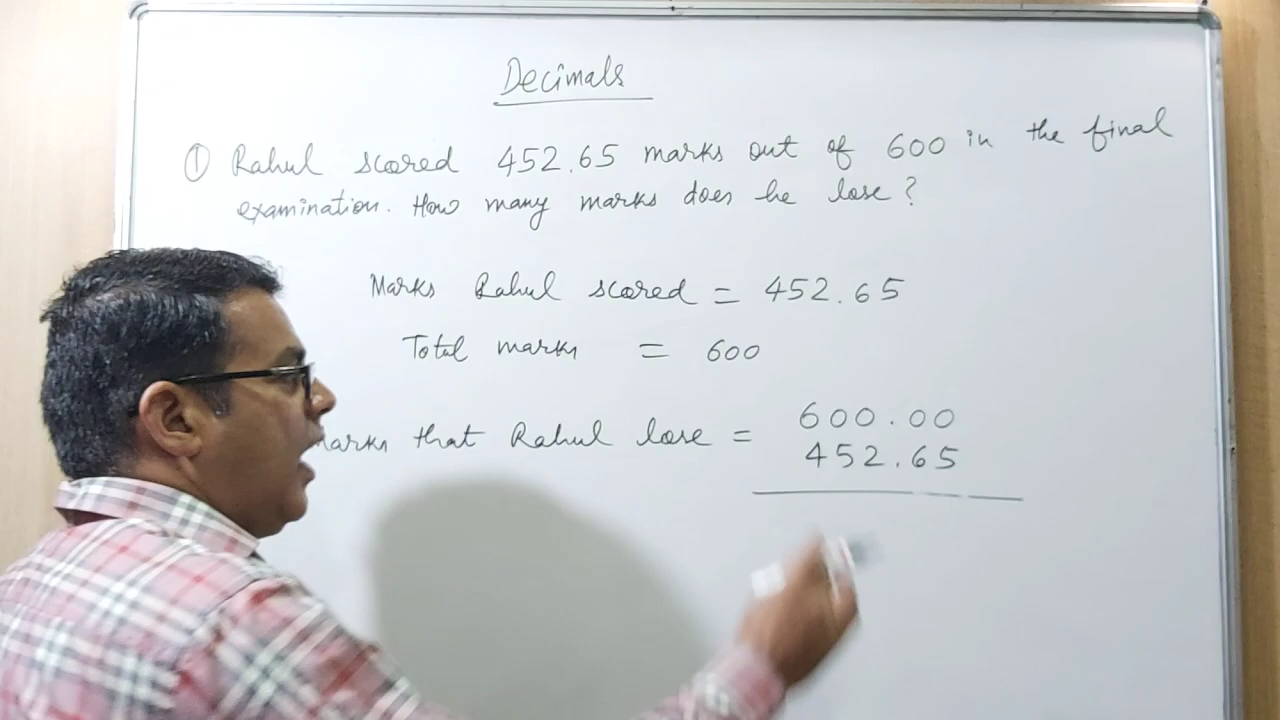 Decimals
① Rahul scored 452.65 marks out of 600 in the final
examination. How many marks does he lose?
Marks Rahul scored = 452.65
Total marks = 600
that Rahul lose =
600.00
452.65